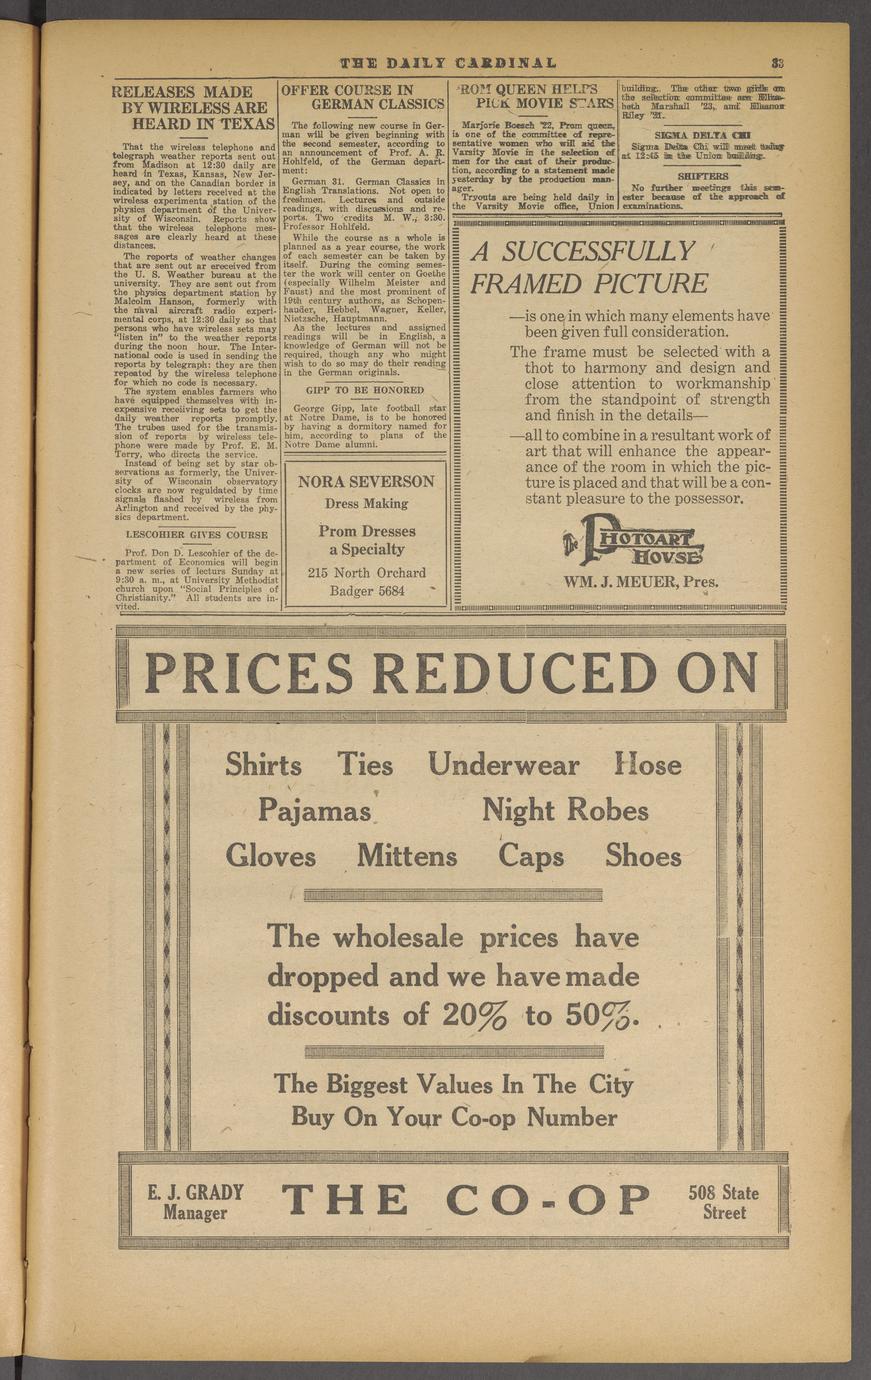 THE DAILY CARDINAL
33
RELEASES MADE
BY WIRELESS ARE
HEARD IN TEXAS
That the wireless telephone and
telegraph weather reports sent out
from Madison at 12:30 daily are
heard in Texas, Kansas, New Jer-
sey, and on the Canadian border is
indicated by letters received at the
wireless experimenta station of the
physics department of the Univer-
sity of Wisconsin. Reports show
that the wireless telephone mes-
sages are clearly heard at these
distances.
The reports of weather changes
that are sent out ar ereceived from
the U. S. Weather bureau at the
university. They are sent out from
the physics department station by
Malcolm Hanson, formerly with
the naval aircraft radio experi-
mental corps, at 12:30 daily so that
persons who have wireless sets may
"listen in" to the weather reports
during the noon hour. The Inter-
national code is used in sending the
reports by telegraph: they are then
repeated by the wireless telephone
for which no code is necessary.
The system enables farmers who
have equipped themselves with in-
expensive receiiving sets to get the
daily weather reports promptly.
The trubes used for the transmis-
sion of reports by wireless tele-
phone were made by Prof. E. M.
Terry, who directs the service.
Instead of being set by star ob-
servations as formerly, the Univer-
sity of Wisconsin observatory
clocks are now reguldated by time
signals flashed by wireless from
Arlington and received by the phy-
sics department.
LESCOHIER GIVES COURSE
Prof. Don D. Lescohier of the de-
partment of Economics will begin
a new series of lecturs Sunday at
9:30 a. m., at University Methodist
church upon "Social Principles of
Christianity." All students are in-
vited.
OFFER COURSE IN
GERMAN CLASSICS
The following new course in Ger-
man will be given beginning with
the second semester, according to
an announcement of Prof. A. R.
Hohlfeld, of the German depart-
ment:
German 31. German Classics in
English Translations. Not open to
freshmen. Lectures and outside
readings, with discussions and re-
ports. Two credits M. W., 3:30.
Professor Hohlfeld.
While the course as a whole is
planned as a year course, the work
of each semester can be taken by
itself. During the coming semes-
ter the work will center on Goethe
(especially Wilhelm Meister and
Faust) and the most prominent of
19th century authors, as Schopen-
hauer, Hebbel, Wagner, Keller,
Nietzsche, Hauptmann.
As the lectures and assigned
readings will be in English, a
knowledge of German will not be
required, though any who might
wish to do so may do their reading
in the German originals.
GIPP TO BE HONORED
George Gipp, late football star
at Notre Dame, is to be honored
by having a dormitory named for
him, according to plans of the
Notre Dame alumni.
NORA SEVERSON
Dress Making
Prom Dresses
a Specialty
215 North Orchard
Badger 5684
ROM QUEEN HELPS
PICK MOVIE STARS
Marjorie Boesch '22, Prom queen,
is one of the committee of repre-
sentative women who will aid the
Varsity Movie in the selection of
men for the cast of their produc-
tion, according to a statement made
yesterday by the production man-
ager.
Tryouts are being held daily in
the Varsity Movie office, Union
building. The other two girls on
the selection committee are Eliza-
beth Marshall '23, and Eleanor
Riley '21.
SIGMA DELTA CHI
Sigma Delta Chi will meet today
at 12:45 in the Union building.
SHIFTERS
No further meetings this sem-
ester because of the approach of
examinations.
A SUCCESSFULLY
FRAMED PICTURE
—is one in which many elements have
been given full consideration.
The frame must be selected with a
thot to harmony and design and
close attention to workmanship
from the standpoint of strength
and finish in the details—
—all to combine in a resultant work of
art that will enhance the appear-
ance of the room in which the pic-
ture is placed and that will be a con-
stant pleasure to the possessor.
The PHOTOART
HOVSE
WM. J. MEUER, Pres.
PRICES REDUCED ON
Shirts Ties Underwear Hose
Pajamas Night Robes
Gloves Mittens Caps Shoes
The wholesale prices have
dropped and we have made
discounts of 20% to 50%.
The Biggest Values In The City
Buy On Your Co-op Number
E. J. GRADY
Manager
THE CO-OP
508 State
Street